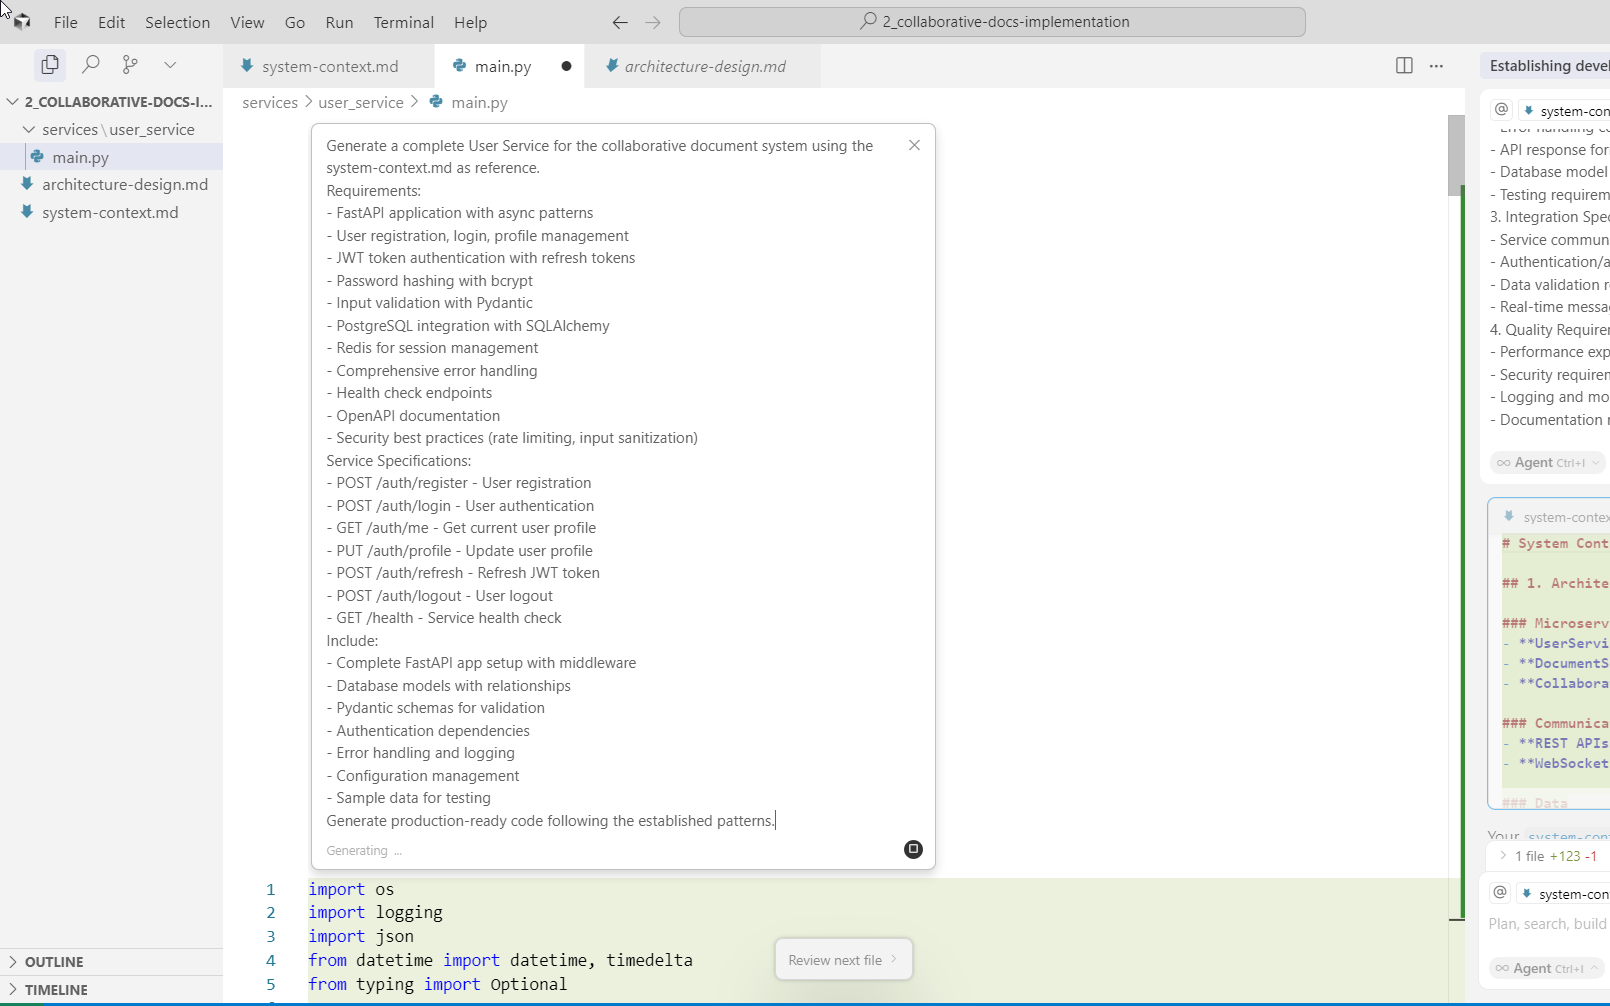 File Edit Selection View Go Run Terminal Help
2_collaborative-docs-implementation
system-context.md
main.py
architecture-design.md
Establishing devel
2_COLLABORATIVE-DOCS-I...
services\user_service
main.py
architecture-design.md
system-context.md
OUTLINE
TIMELINE
services > user_service > main.py
Generate a complete User Service for the collaborative document system using the
system-context.md as reference.
Requirements:
- FastAPI application with async patterns
- User registration, login, profile management
- JWT token authentication with refresh tokens
- Password hashing with bcrypt
- Input validation with Pydantic
- PostgreSQL integration with SQLAlchemy
- Redis for session management
- Comprehensive error handling
- Health check endpoints
- OpenAPI documentation
- Security best practices (rate limiting, input sanitization)
Service Specifications:
- POST /auth/register - User registration
- POST /auth/login - User authentication
- GET /auth/me - Get current user profile
- PUT /auth/profile - Update user profile
- POST /auth/refresh - Refresh JWT token
- POST /auth/logout - User logout
- GET /health - Service health check
Include:
- Complete FastAPI app setup with middleware
- Database models with relationships
- Pydantic schemas for validation
- Authentication dependencies
- Error handling and logging
- Configuration management
- Sample data for testing
Generate production-ready code following the established patterns.
Generating ...
1 import os
2 import logging
3 import json
4 from datetime import datetime, timedelta
5 from typing import Optional
Review next file >
@ system-con
- Error handling co
- API response for
- Database model
- Testing requirem
3. Integration Spec
- Service commun
- Authentication/a
- Data validation r
- Real-time messa
4. Quality Requirer
- Performance exp
- Security requirem
- Logging and mo
- Documentation r
Agent Ctrl+I
system-contex
# System Cont
## 1. Archite
### Microserv
- **UserServi
- **DocumentS
- **Collabora
### Communica
- **REST APIs
- **WebSocket
### Data
Your system-cont
> 1 file +123 -1
@ system-con
Plan, search, build
Agent Ctrl+I